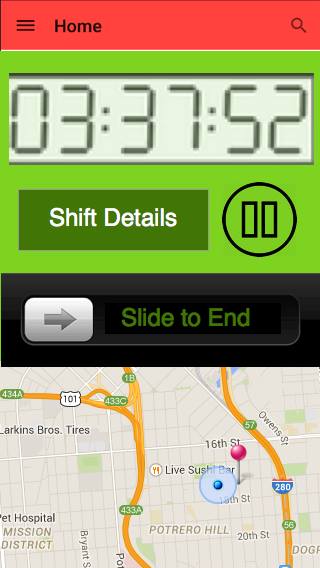 Home
03:37:52
Shift Details
Slide to End
434A
101
433C
1B
57
Owens St
Larkins Bros. Tires
16th St
Live Sushi Bar
18th St
280
433A
56
Pet Hospital
MISSION
DISTRICT
Bryant S
POTRERO HILL
20th St
DOGP